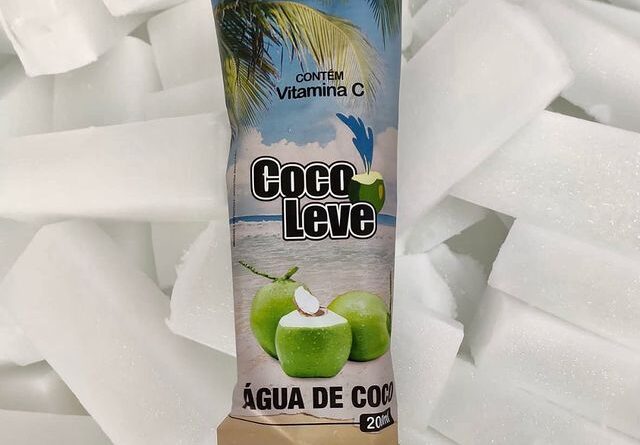 CONTÉM
Vitamina C
Coco
Leve
ÁGUA DE COCO